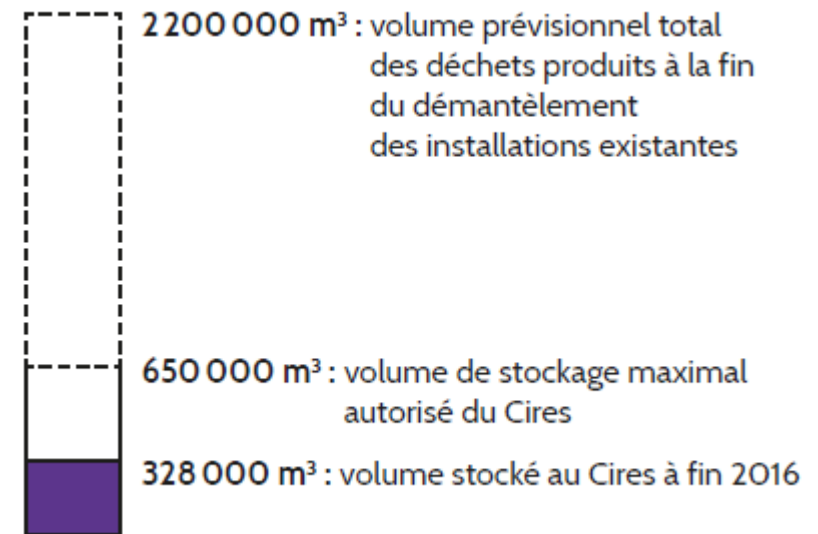 2 200 000 m³ : volume prévisionnel total
des déchets produits à la fin
du démantèlement
des installations existantes
650 000 m³ : volume de stockage maximal
autorisé du Cires
328 000 m³ : volume stocké au Cires à fin 2016